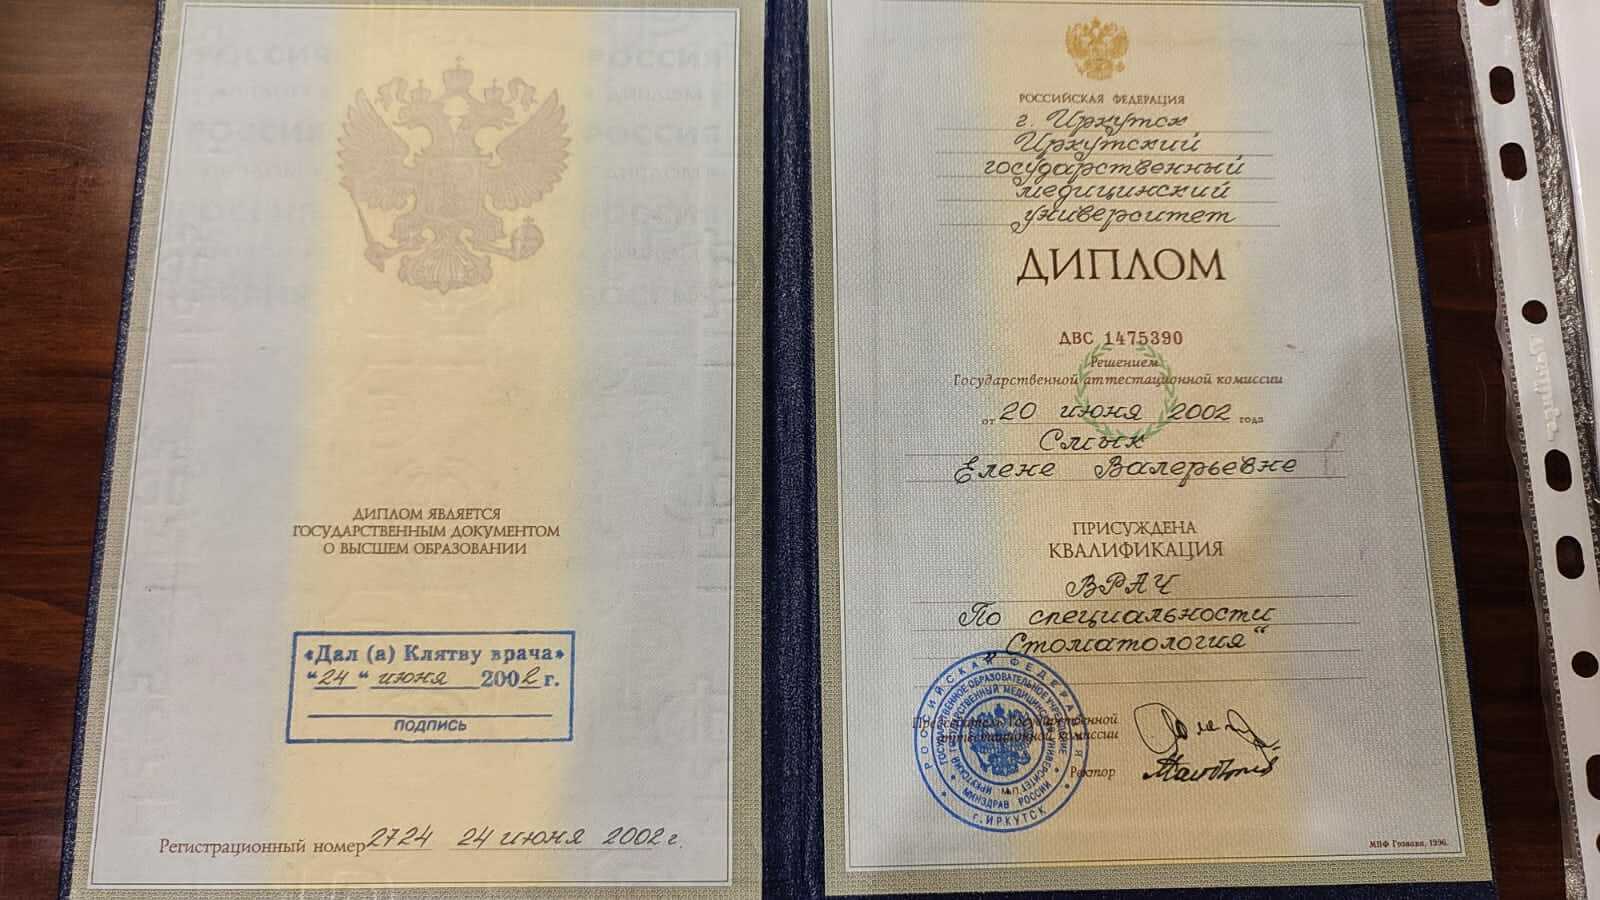 ДИПЛОМ ЯВЛЯЕТСЯ
ГОСУДАРСТВЕННЫМ ДОКУМЕНТОМ
О ВЫСШЕМ ОБРАЗОВАНИИ
«Дал (а) Клятву врача»
"24" июня 2002 г.
ПОДПИСЬ
Регистрационный номер 2724 24 июня 2002 г.
РОССИЙСКАЯ ФЕДЕРАЦИЯ
г. Иркутск
Иркутский
государственный
медицинский
университет
ДИПЛОМ
ДВС 1475390
Решением
Государственной аттестационной комиссии
от 20 июня 2002 года
Смык
Елене Валерьевне
ПРИСУЖДЕНА
КВАЛИФИКАЦИЯ
ВРАЧ
По специальности
„Стоматология“
Председатель Государственной
аттестационной комиссии
Ректор
РОССИЙСКАЯ ФЕДЕРАЦИЯ
МИНЗДРАВ РОССИИ
г. ИРКУТСК
МПФ Гознака, 1996.